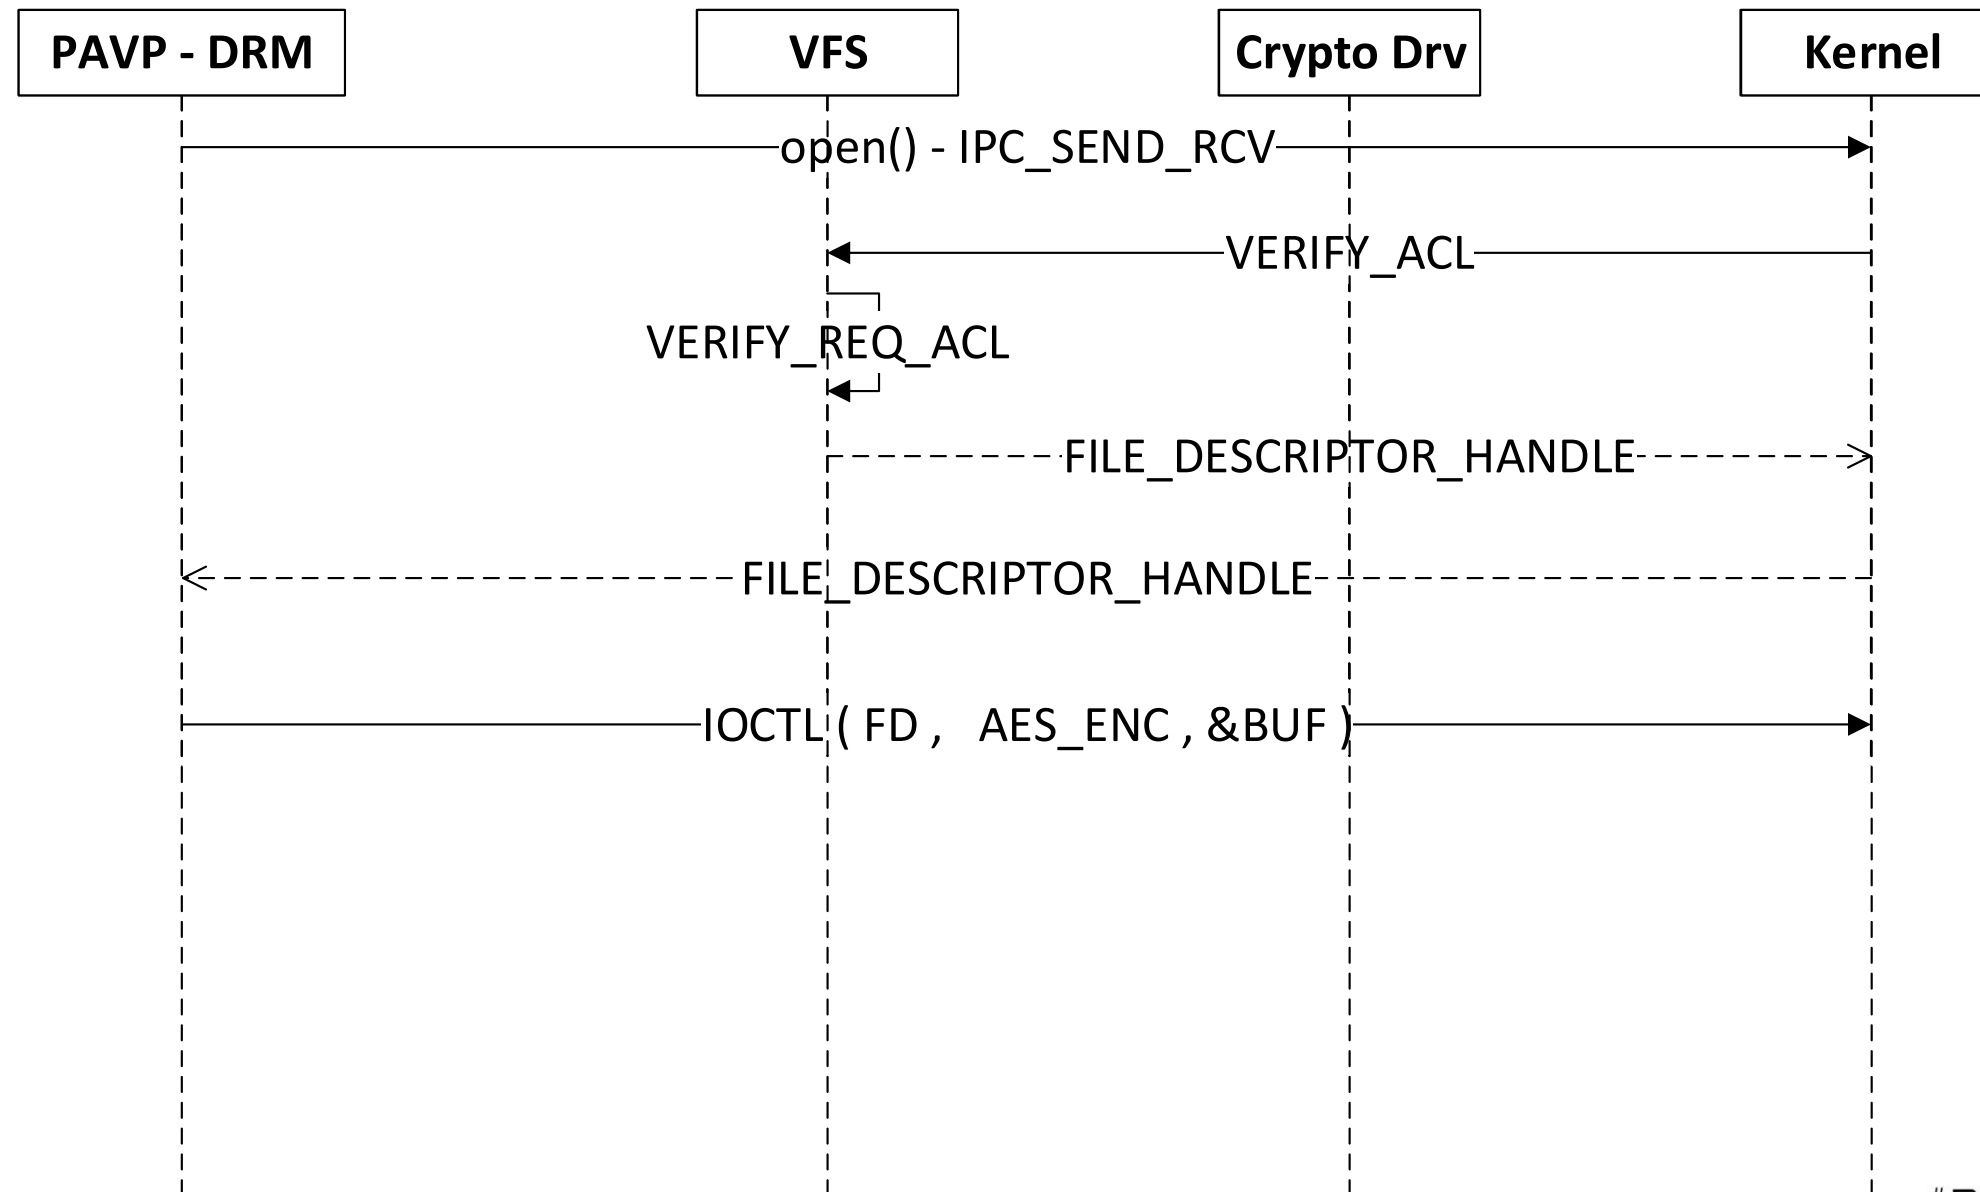 PAVP - DRM
VFS
Crypto Drv
Kernel
open() - IPC_SEND_RCV
VERIFY_ACL
VERIFY_REQ_ACL
FILE_DESCRIPTOR_HANDLE
FILE_DESCRIPTOR_HANDLE
IOCTL ( FD , AES_ENC , &BUF )